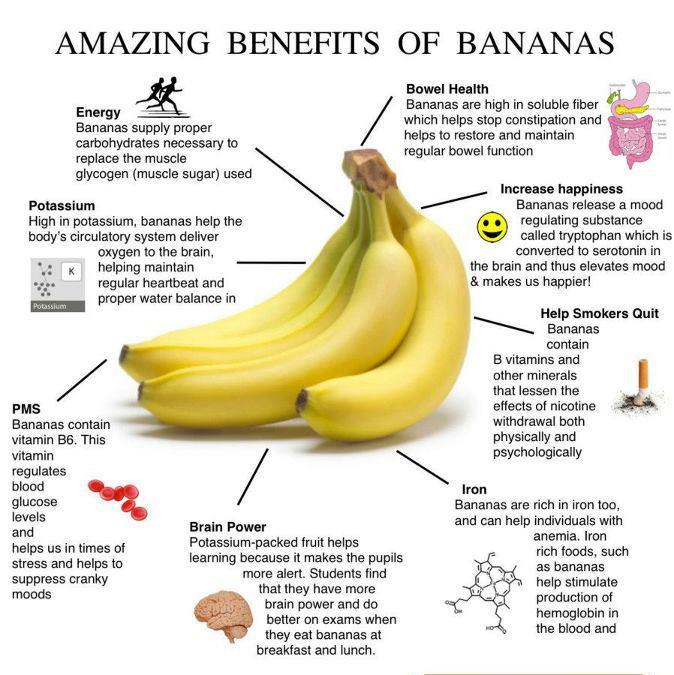 AMAZING BENEFITS OF BANANAS
Energy
Bananas supply proper
carbohydrates necessary to
replace the muscle
glycogen (muscle sugar) used
Bowel Health
Bananas are high in soluble fiber
which helps stop constipation and
helps to restore and maintain
regular bowel function
Potassium
High in potassium, bananas help the
body's circulatory system deliver
oxygen to the brain,
helping maintain
regular heartbeat and
proper water balance in
K
Potassium
Increase happiness
Bananas release a mood
regulating substance
called tryptophan which is
converted to serotonin in
the brain and thus elevates mood
& makes us happier!
Help Smokers Quit
Bananas
contain
B vitamins and
other minerals
that lessen the
effects of nicotine
withdrawal both
physically and
psychologically
PMS
Bananas contain
vitamin B6. This
vitamin
regulates
blood
glucose
levels
and
helps us in times of
stress and helps to
suppress cranky
moods
Brain Power
Potassium-packed fruit helps
learning because it makes the pupils
more alert. Students find
that they have more
brain power and do
better on exams when
they eat bananas at
breakfast and lunch.
Iron
Bananas are rich in iron too,
and can help individuals with
anemia. Iron
rich foods, such
as bananas
help stimulate
production of
hemoglobin in
the blood and